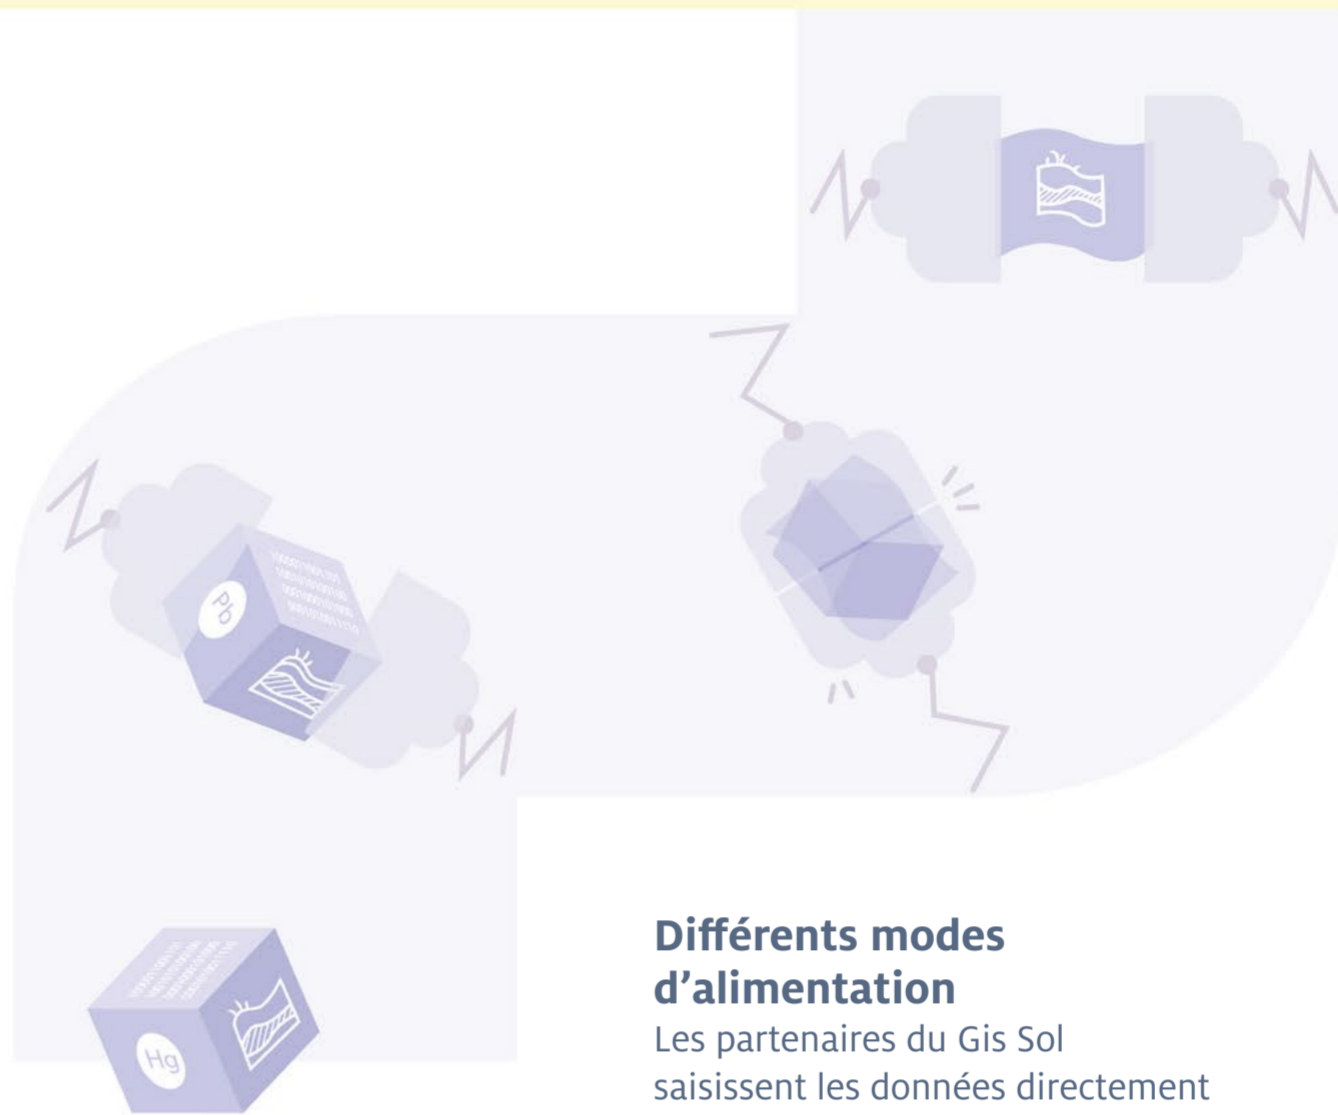 Pb
Hg
Différents modes
d’alimentation
Les partenaires du Gis Sol
saisissent les données directement